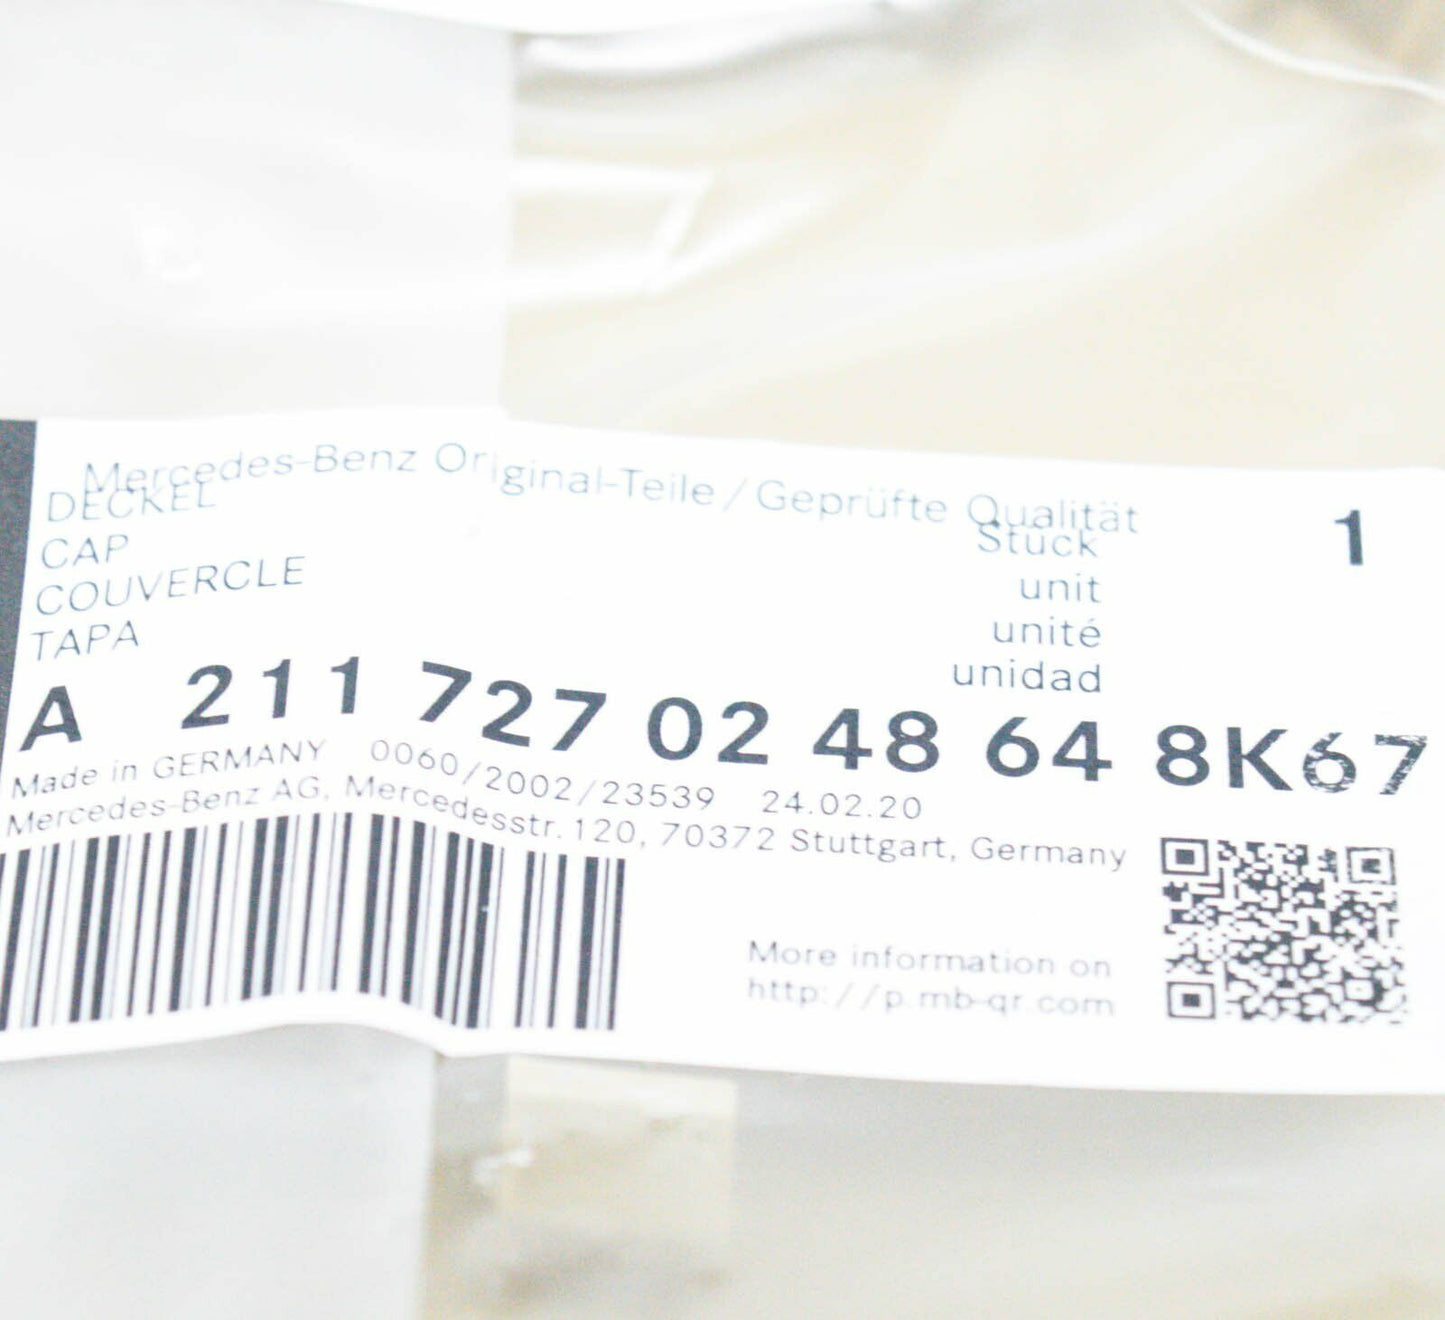 Mercedes-Benz Original-Teile / Geprüfte Qualität
DECKEL Stück 1
CAP unit
COUVERCLE unité
TAPA unidad
A 211 727 02 48 64 8K67
Made in GERMANY 0060/2002/23539 24.02.20
Mercedes-Benz AG, Mercedesstr. 120, 70372 Stuttgart, Germany
More information on
http://p.mb-qr.com